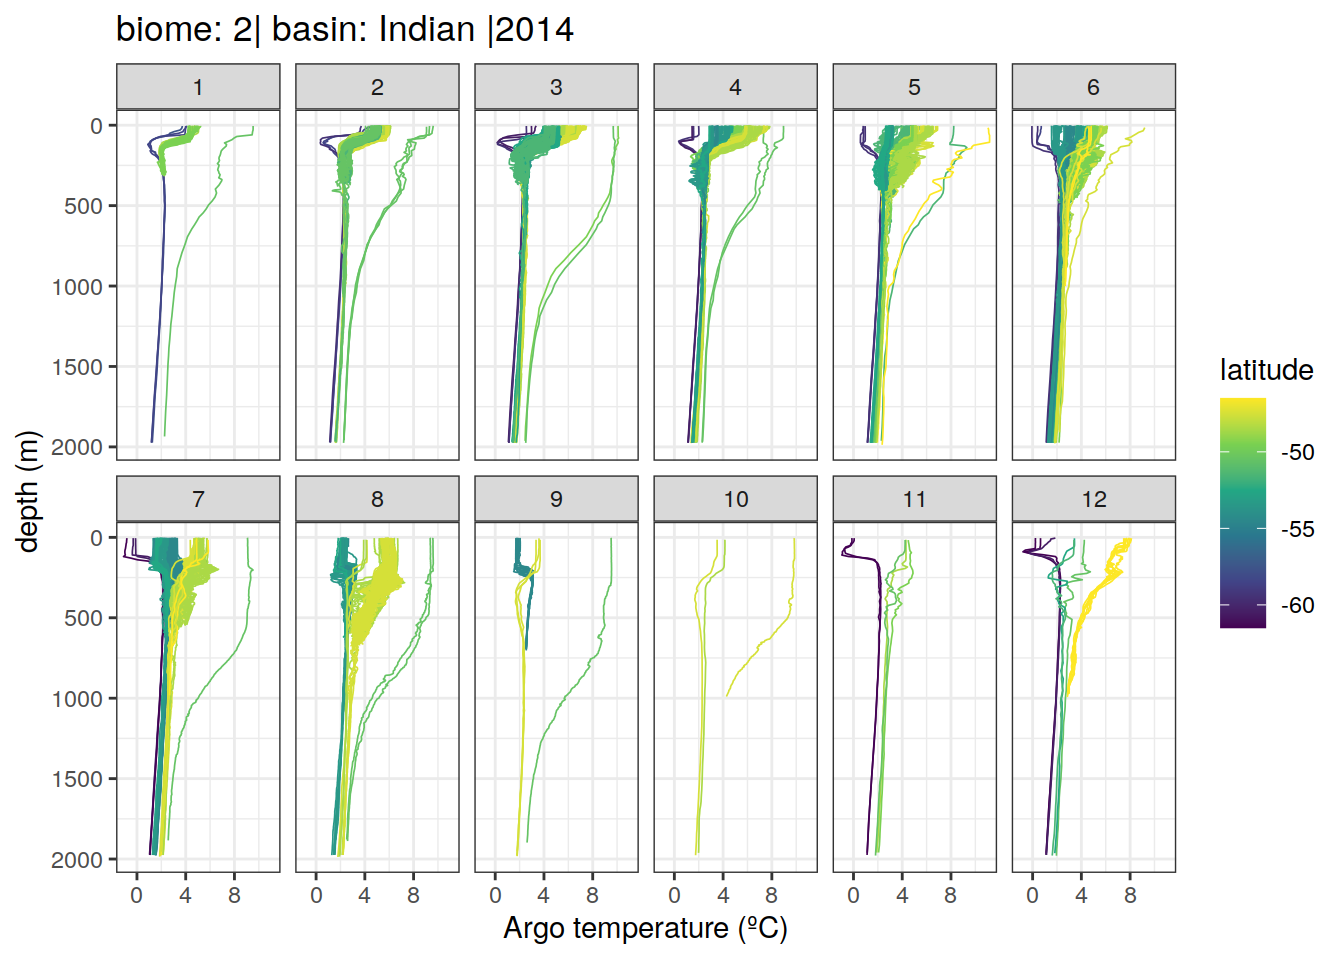 biome: 2| basin: Indian |2014
1 2 3 4 5 6
0
500
1000
1500
2000
7 8 9 10 11 12
0
500
1000
1500
2000
0 4 8 0 4 8 0 4 8 0 4 8 0 4 8 0 4 8
Argo temperature (ºC)
depth (m)
latitude
-50
-55
-60